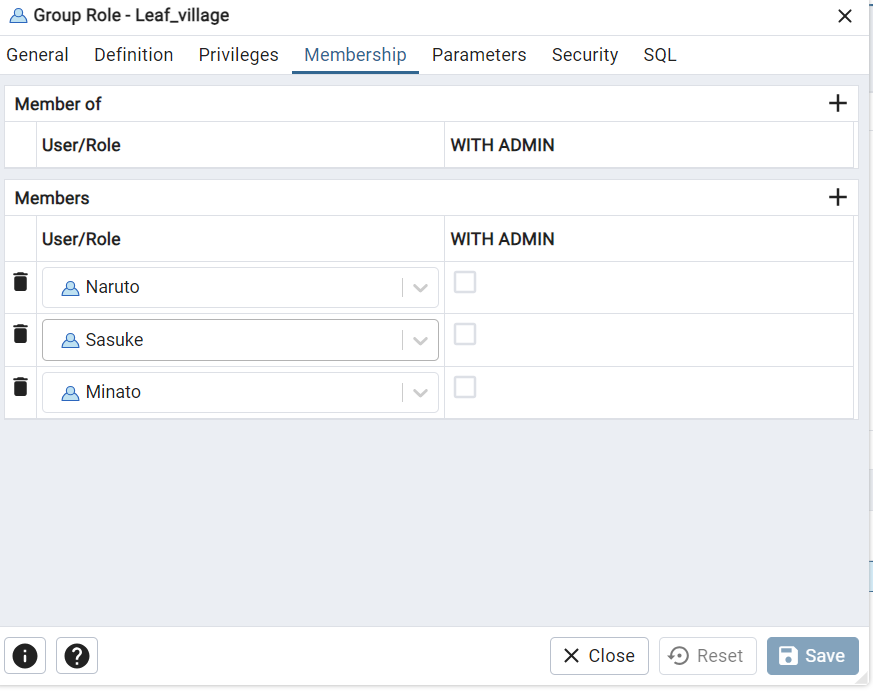 Group Role - Leaf_village
General Definition Privileges Membership Parameters Security SQL
Member of
User/Role WITH ADMIN
Members
User/Role WITH ADMIN
Naruto
Sasuke
Minato
Close Reset Save